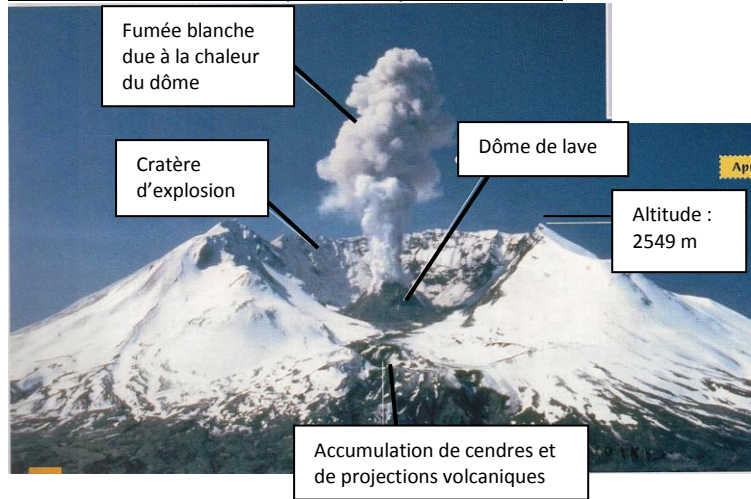 Fumée blanche
due à la chaleur
du dôme
Dôme de lave
Cratère
d'explosion
Altitude :
2549 m
Accumulation de cendres et
de projections volcaniques